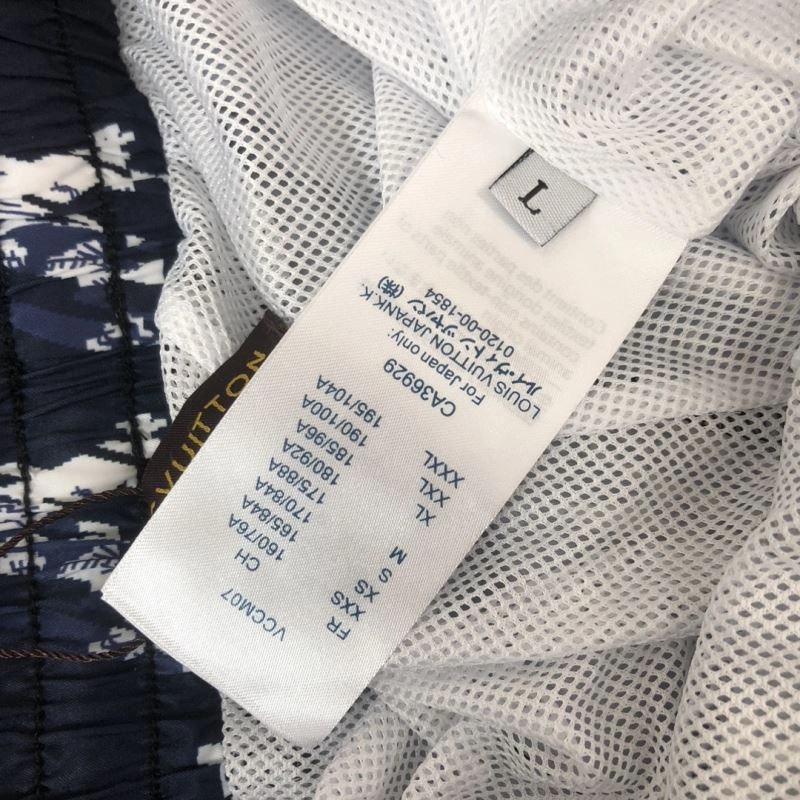 VCCM07
FR CH
XXS 160/76A
XS 165/84A
S 170/84A
M 175/88A
180/92A
XL 185/96A
XXL 190/100A
XXXL 195/104A
CA36929
For Japan only:
LOUIS VUITTON JAPAN K.K.
ルイ・ヴィトンジャパン (株)
0120-00-1854
L
VUITTON